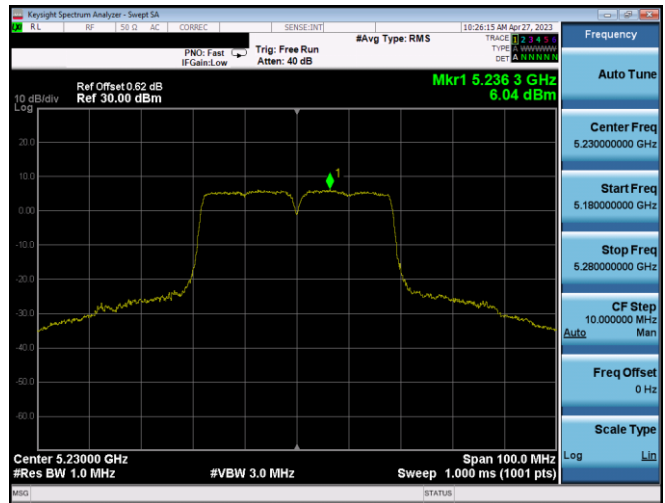 Keysight Spectrum Analyzer - Swept SA
RL RF 50 Ω AC CORREC SENSE:INT 10:26:15 AM Apr 27, 2023
#Avg Type: RMS
TRACE 1 2 3 4 5 6
TYPE A WWWWW
DET A N N N N N
PNO: Fast
IFGain:Low
Trig: Free Run
Atten: 40 dB
Mkr1 5.236 3 GHz
6.04 dBm
Ref Offset 0.62 dB
10 dB/div Ref 30.00 dBm
Log
20.0
10.0
1
0.00
-10.0
-20.0
-30.0
-40.0
-50.0
-60.0
Center 5.23000 GHz Span 100.0 MHz
#Res BW 1.0 MHz #VBW 3.0 MHz Sweep 1.000 ms (1001 pts)
MSG STATUS
Frequency
Auto Tune
Center Freq
5.230000000 GHz
Start Freq
5.180000000 GHz
Stop Freq
5.280000000 GHz
CF Step
10.000000 MHz
Auto Man
Freq Offset
0 Hz
Scale Type
Log Lin